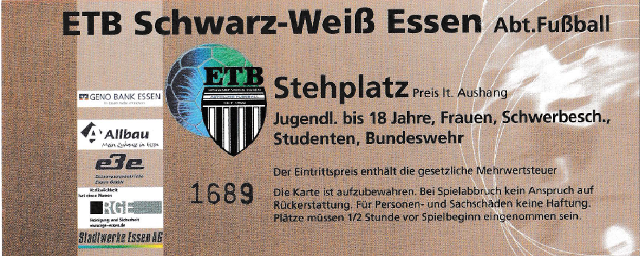 ETB Schwarz-Weiß Essen Abt.Fußball
ETB
Stehplatz Preis lt. Aushang
Jugendl. bis 18 Jahre, Frauen, Schwerbesch.,
Studenten, Bundeswehr
GENO BANK ESSEN
Allbau
e3e
RGE
Reinigung und Sicherheit
Stadtwerke Essen AG
1689
Der Eintrittspreis enthält die gesetzliche Mehrwertsteuer
Die Karte ist aufzubewahren. Bei Spielabbruch kein Anspruch auf
Rückerstattung. Für Personen- und Sachschäden keine Haftung.
Plätze müssen 1/2 Stunde vor Spielbeginn eingenommen sein.